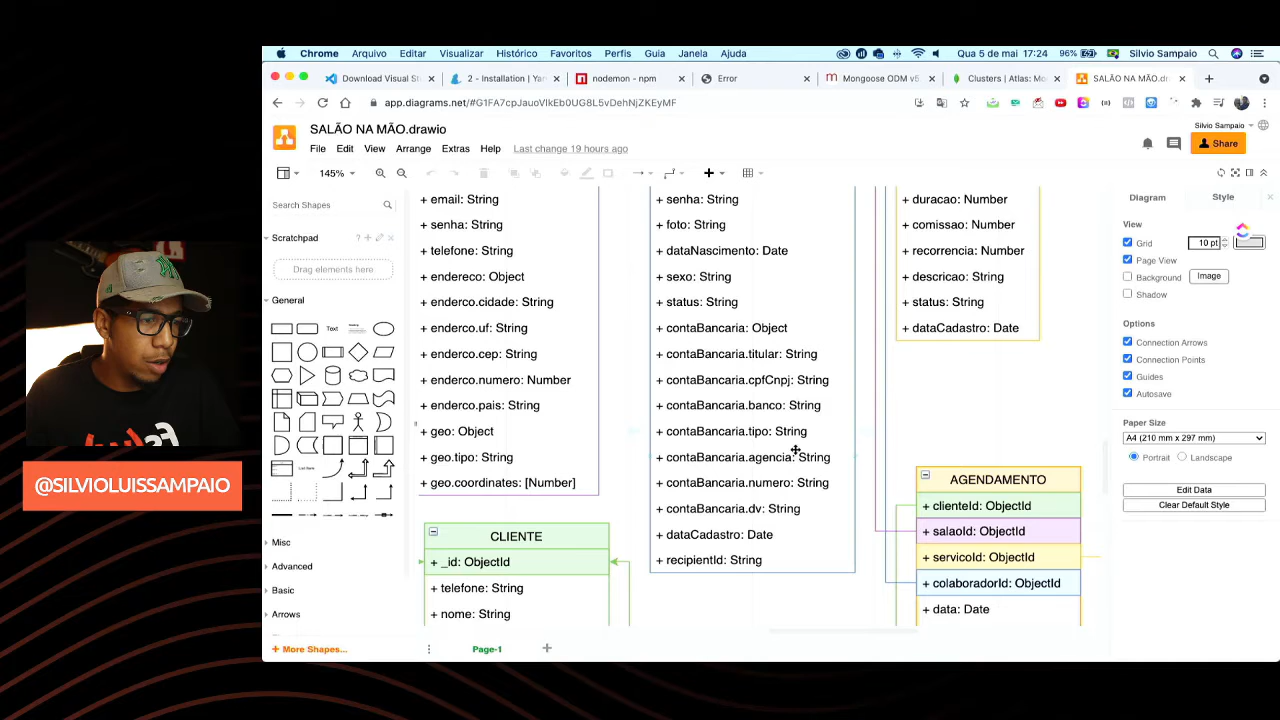 Chrome Arquivo Editar Visualizar Histórico Favoritos Perfis Guia Janela Ajuda
Qua 5 de mai 17:24 96% Silvio Sampaio
Download Visual Stu
2 - Installation | Yar
nodemon - npm
Error
Mongoose ODM v5
Clusters | Atlas: Mo
SALÃO NA MÃO.dra
app.diagrams.net/#G1FA7cpJauoVlkEb0UG8L5vDehNjZKEyMF
SALÃO NA MÃO.drawio
Silvio Sampaio
File Edit View Arrange Extras Help Last change 19 hours ago
Share
145%
Search Shapes
Scratchpad
Drag elements here
General
Text
Misc
Advanced
Basic
Arrows
+ More Shapes...
+ email: String
+ senha: String
+ telefone: String
+ endereco: Object
+ enderco.cidade: String
+ enderco.uf: String
+ enderco.cep: String
+ enderco.numero: Number
+ enderco.pais: String
+ geo: Object
+ geo.tipo: String
+ geo.coordinates: [Number]
CLIENTE
+ _id: ObjectId
+ telefone: String
+ nome: String
+ senha: String
+ foto: String
+ dataNascimento: Date
+ sexo: String
+ status: String
+ contaBancaria: Object
+ contaBancaria.titular: String
+ contaBancaria.cpfCnpj: String
+ contaBancaria.banco: String
+ contaBancaria.tipo: String
+ contaBancaria.agencia: String
+ contaBancaria.numero: String
+ contaBancaria.dv: String
+ dataCadastro: Date
+ recipientId: String
+ duracao: Number
+ comissao: Number
+ recorrencia: Number
+ descricao: String
+ status: String
+ dataCadastro: Date
AGENDAMENTO
+ clienteId: ObjectId
+ salaoId: ObjectId
+ servicoId: ObjectId
+ colaboradorId: ObjectId
+ data: Date
Diagram Style
View
Grid 10 pt
Page View
Background Image
Shadow
Options
Connection Arrows
Connection Points
Guides
Autosave
Paper Size
A4 (210 mm x 297 mm)
Portrait Landscape
Edit Data
Clear Default Style
Page-1
@SILVIOLUISSAMPAIO